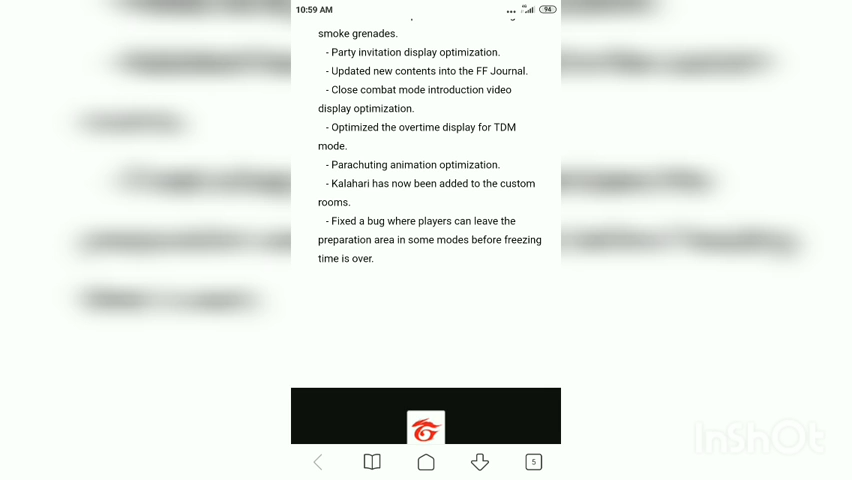 10:59 AM
4G
94
smoke grenades.
- Party invitation display optimization.
- Updated new contents into the FF Journal.
- Close combat mode introduction video
display optimization.
- Optimized the overtime display for TDM
mode.
- Parachuting animation optimization.
- Kalahari has now been added to the custom
rooms.
- Fixed a bug where players can leave the
preparation area in some modes before freezing
time is over.
5
InShOt